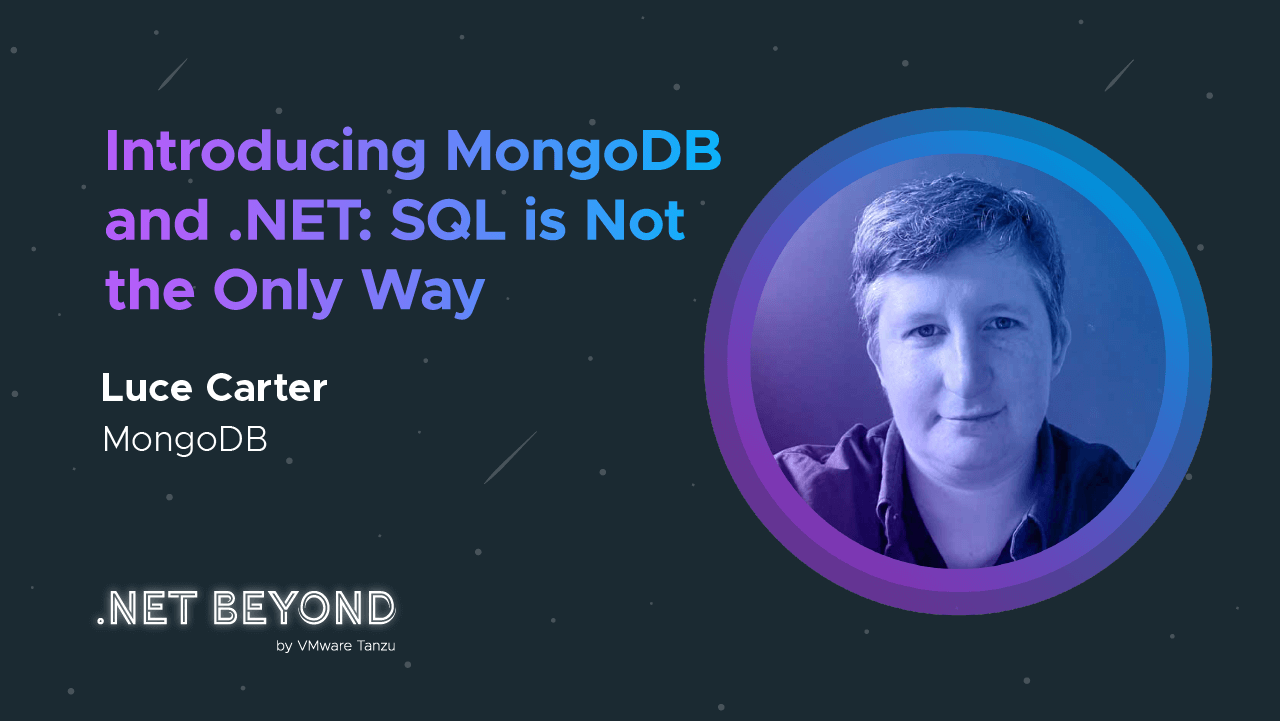 Introducing MongoDB
and .NET: SQL is Not
the Only Way
Luce Carter
MongoDB
.NET BEYOND
by VMware Tanzu